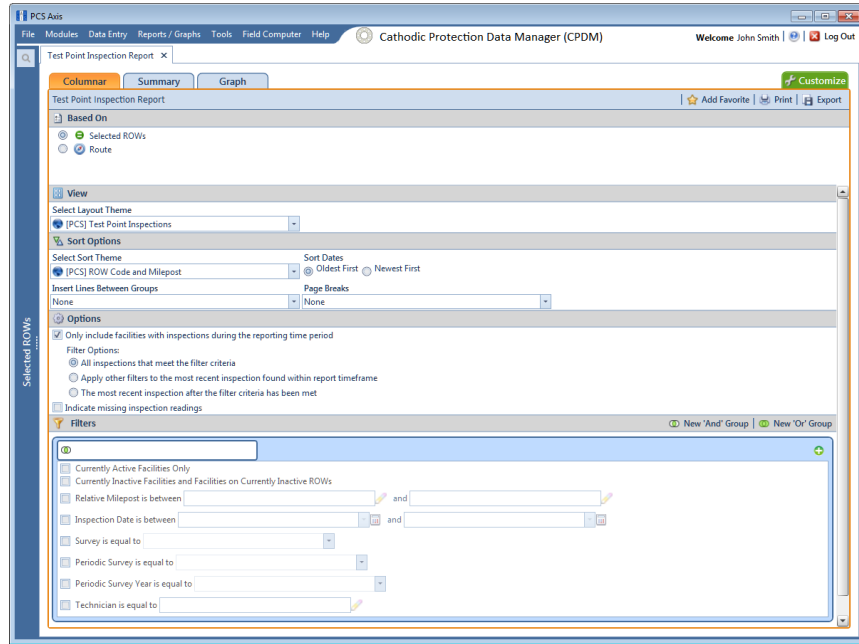 PCS Axis
File Modules Data Entry Reports / Graphs Tools Field Computer Help
Cathodic Protection Data Manager (CPDM)
Welcome John Smith Log Out
Test Point Inspection Report
Columnar Summary Graph Customize
Test Point Inspection Report
Add Favorite Print Export
Based On
Selected ROWs
Route
View
Select Layout Theme
[PCS] Test Point Inspections
Sort Options
Select Sort Theme Sort Dates
[PCS] ROW Code and Milepost Oldest First Newest First
Insert Lines Between Groups Page Breaks
None None
Options
Only include facilities with inspections during the reporting time period
Filter Options:
All inspections that meet the filter criteria
Apply other filters to the most recent inspection found within report timeframe
The most recent inspection after the filter criteria has been met
Indicate missing inspection readings
Filters New 'And' Group New 'Or' Group
Currently Active Facilities Only
Currently Inactive Facilities and Facilities on Currently Inactive ROWs
Relative Milepost is between and
Inspection Date is between and
Survey is equal to
Periodic Survey is equal to
Periodic Survey Year is equal to
Technician is equal to
Selected ROWs